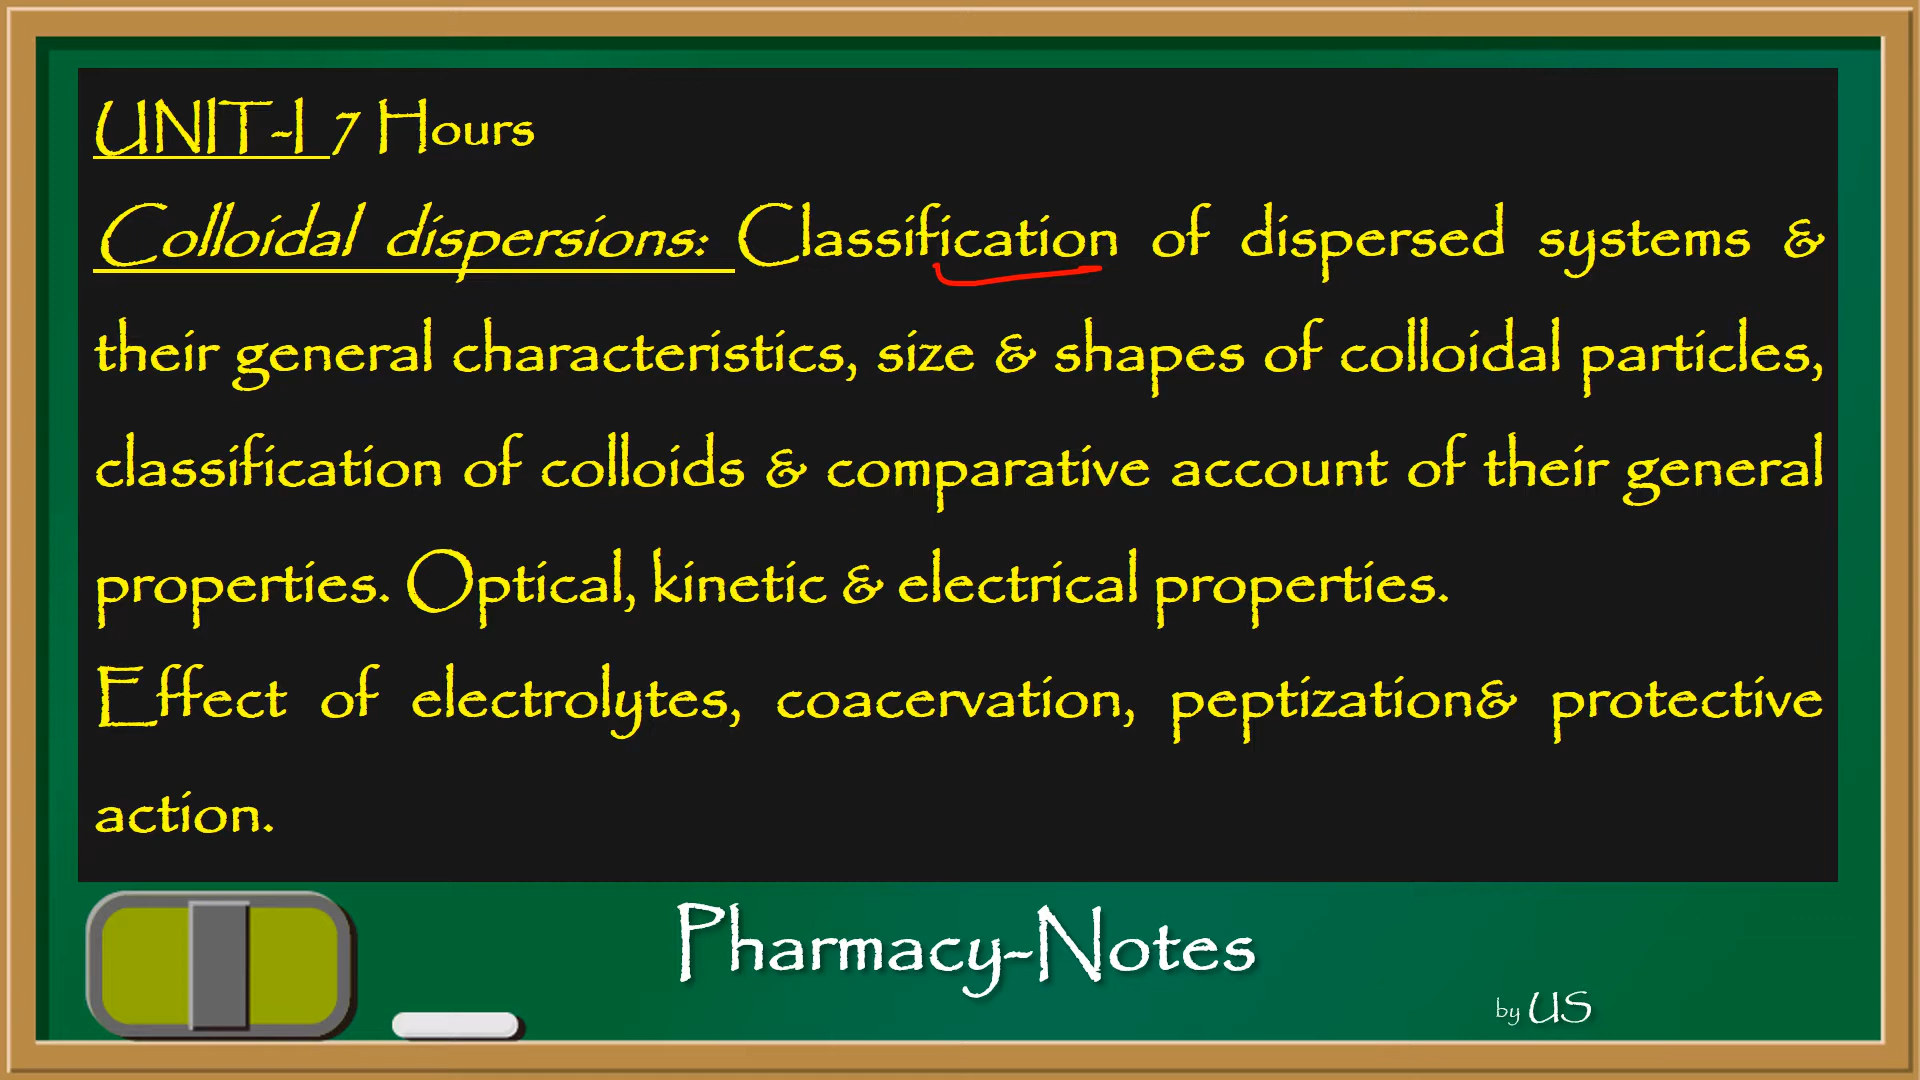 UNIT-I 7 Hours
Colloidal dispersions: Classification of dispersed systems &
their general characteristics, size & shapes of colloidal particles,
classification of colloids & comparative account of their general
properties. Optical, kinetic & electrical properties.
Effect of electrolytes, coacervation, peptization& protective
action.
Pharmacy-Notes
by US